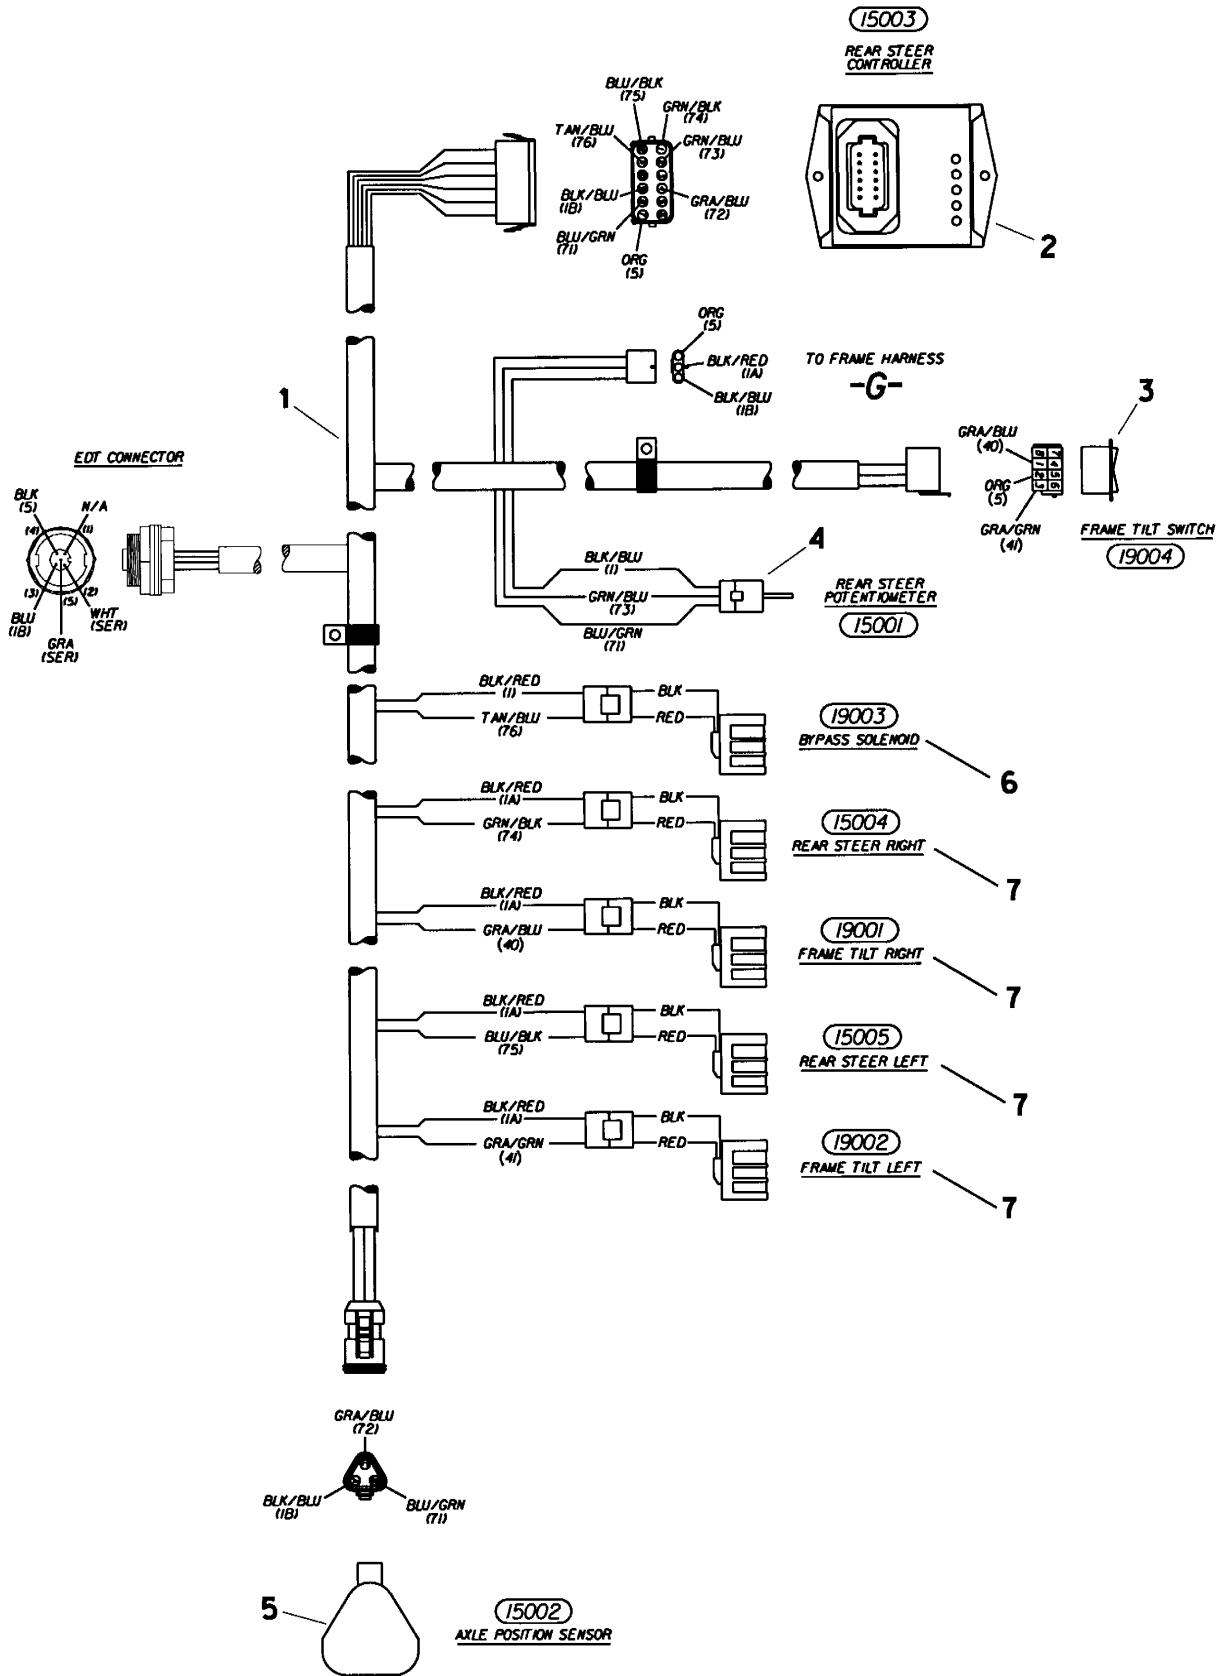 15003
REAR STEER
CONTROLLER
BLU/BLK
(75)
GRN/BLK
(74)
TAN/BLU
(76)
GRN/BLU
(73)
BLK/BLU
(1B)
GRA/BLU
(72)
BLU/GRN
(71)
ORG
(5)
2
ORG
(5)
BLK/RED
(1A)
BLK/BLU
(1B)
TO FRAME HARNESS
-G-
1
3
GRA/BLU
(40)
ORG
(5)
GRA/GRN
(41)
8 7
1 4
2 5
3 6
FRAME TILT SWITCH
19004
EDT CONNECTOR
BLK
(5)
N/A
(4)
(1)
(3)
(2)
(5)
BLU
(1B)
WHT
(SER)
GRA
(SER)
4
BLK/BLU
(1)
GRN/BLU
(73)
BLU/GRN
(71)
REAR STEER
POTENTIOMETER
15001
BLK/RED
(1)
TAN/BLU
(76)
BLK
RED
19003
BYPASS SOLENOID
6
BLK/RED
(1A)
GRN/BLK
(74)
BLK
RED
15004
REAR STEER RIGHT
7
BLK/RED
(1A)
GRA/BLU
(40)
BLK
RED
19001
FRAME TILT RIGHT
7
BLK/RED
(1A)
BLU/BLK
(75)
BLK
RED
15005
REAR STEER LEFT
7
BLK/RED
(1A)
GRA/GRN
(41)
BLK
RED
19002
FRAME TILT LEFT
7
GRA/BLU
(72)
BLK/BLU
(1B)
BLU/GRN
(71)
5
15002
AXLE POSITION SENSOR